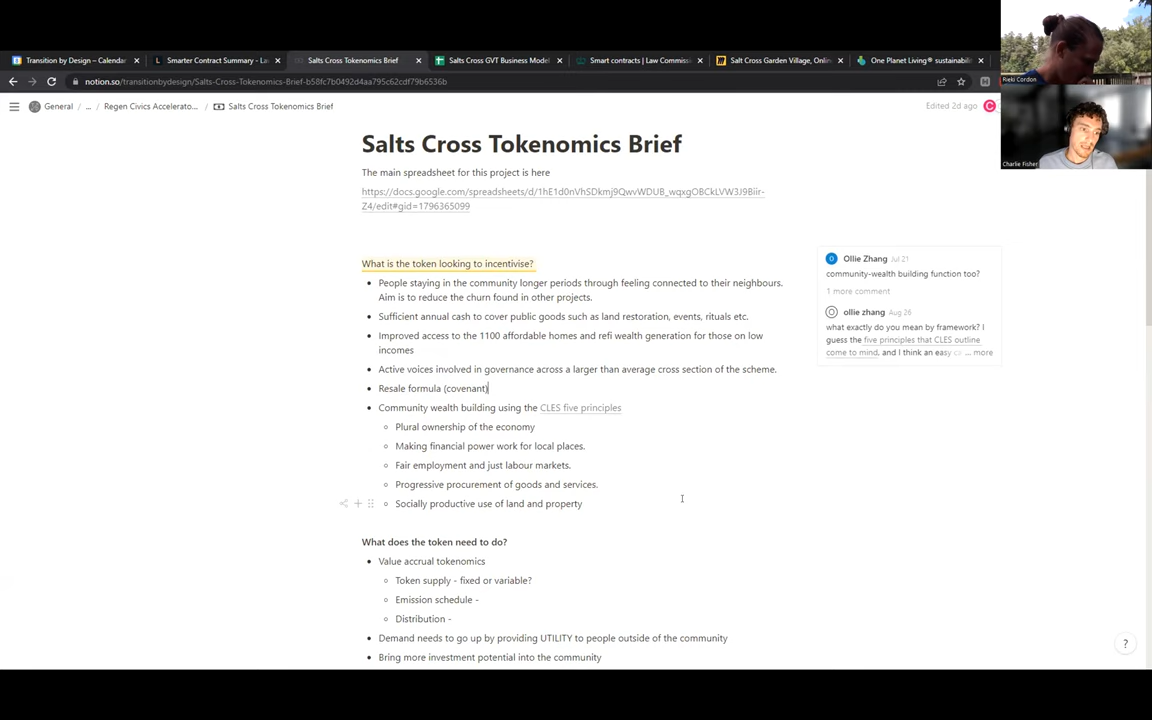 Transition by Design – Calendar
Smarter Contract Summary - La
Salts Cross Tokenomics Brief
Salts Cross GVT Business Model
Smart contracts | Law Commiss
Salt Cross Garden Village, Onlin
One Planet Living® sustainabili
notion.so/transitionbydesign/Salts-Cross-Tokenomics-Brief-b58fc7b0492d4aa795c62cdf79b6536b
General / ... / Regen Civics Accelerato... / Salts Cross Tokenomics Brief
Edited 2d ago
C
Rieki Cordon
Charlie Fisher
Salts Cross Tokenomics Brief
The main spreadsheet for this project is here
https://docs.google.com/spreadsheets/d/1hE1d0nVhSDkmj9QwvWDUB_wqxgOBCkLVW3J9Biir-
Z4/edit#gid=1796365099
What is the token looking to incentivise?
People staying in the community longer periods through feeling connected to their neighbours.
Aim is to reduce the churn found in other projects.
Sufficient annual cash to cover public goods such as land restoration, events, rituals etc.
Improved access to the 1100 affordable homes and refi wealth generation for those on low
incomes
Active voices involved in governance across a larger than average cross section of the scheme.
Resale formula (covenant)
Community wealth building using the CLES five principles
Plural ownership of the economy
Making financial power work for local places.
Fair employment and just labour markets.
Progressive procurement of goods and services.
Socially productive use of land and property
What does the token need to do?
Value accrual tokenomics
Token supply - fixed or variable?
Emission schedule -
Distribution -
Demand needs to go up by providing UTILITY to people outside of the community
Bring more investment potential into the community
Ollie Zhang Jul 21
community-wealth building function too?
1 more comment
O ollie zhang Aug 26
what exactly do you mean by framework? I
guess the five principles that CLES outline
come to mind, and I think an easy ... more
?